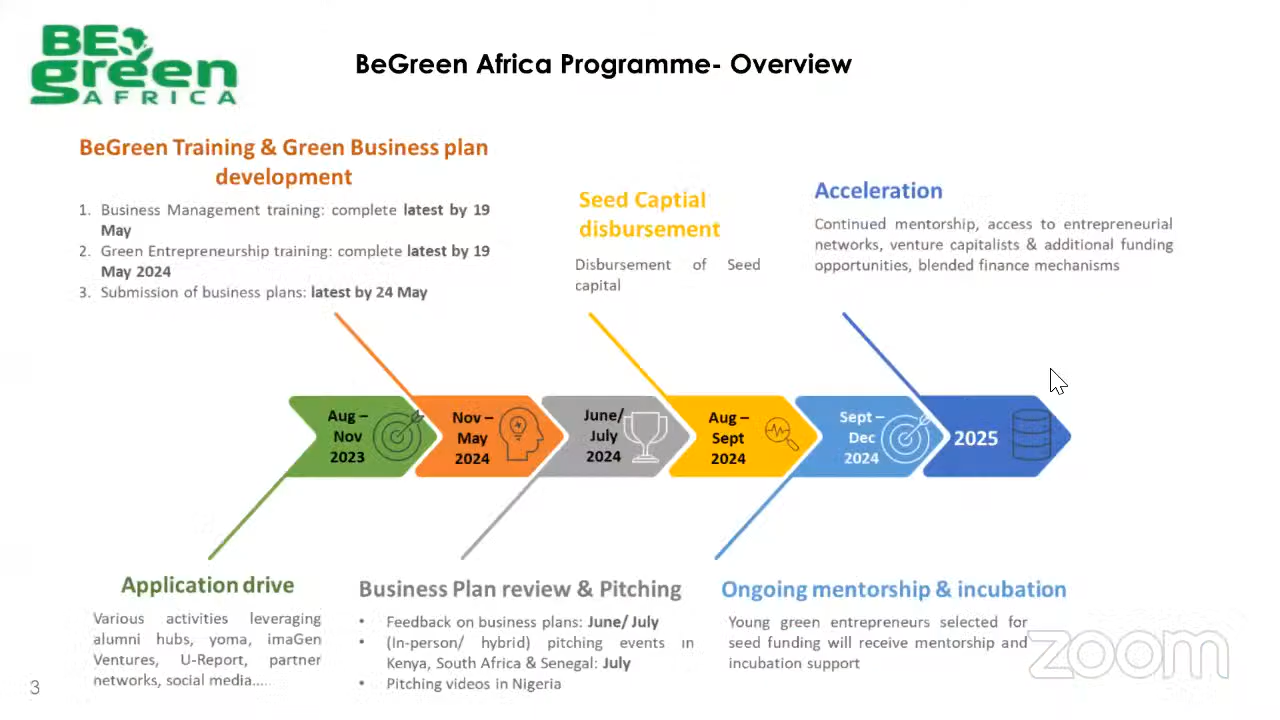 BE
green
AFRICA
BeGreen Africa Programme- Overview
BeGreen Training & Green Business plan
development
1. Business Management training: complete latest by 19
May
2. Green Entrepreneurship training: complete latest by 19
May 2024
3. Submission of business plans: latest by 24 May
Seed Captial
disbursement
Disbursement of Seed
capital
Acceleration
Continued mentorship, access to entrepreneurial
networks, venture capitalists & additional funding
opportunities, blended finance mechanisms
Aug –
Nov
2023
Nov –
May
2024
June/
July
2024
Aug –
Sept
2024
Sept –
Dec
2024
2025
Application drive
Various activities leveraging
alumni hubs, yoma, imaGen
Ventures, U-Report, partner
networks, social media.....
Business Plan review & Pitching
• Feedback on business plans: June/ July
• (In-person/ hybrid) pitching events in
Kenya, South Africa & Senegal: July
• Pitching videos in Nigeria
Ongoing mentorship & incubation
Young green entrepreneurs selected for
seed funding will receive mentorship and
incubation support
zoom
3